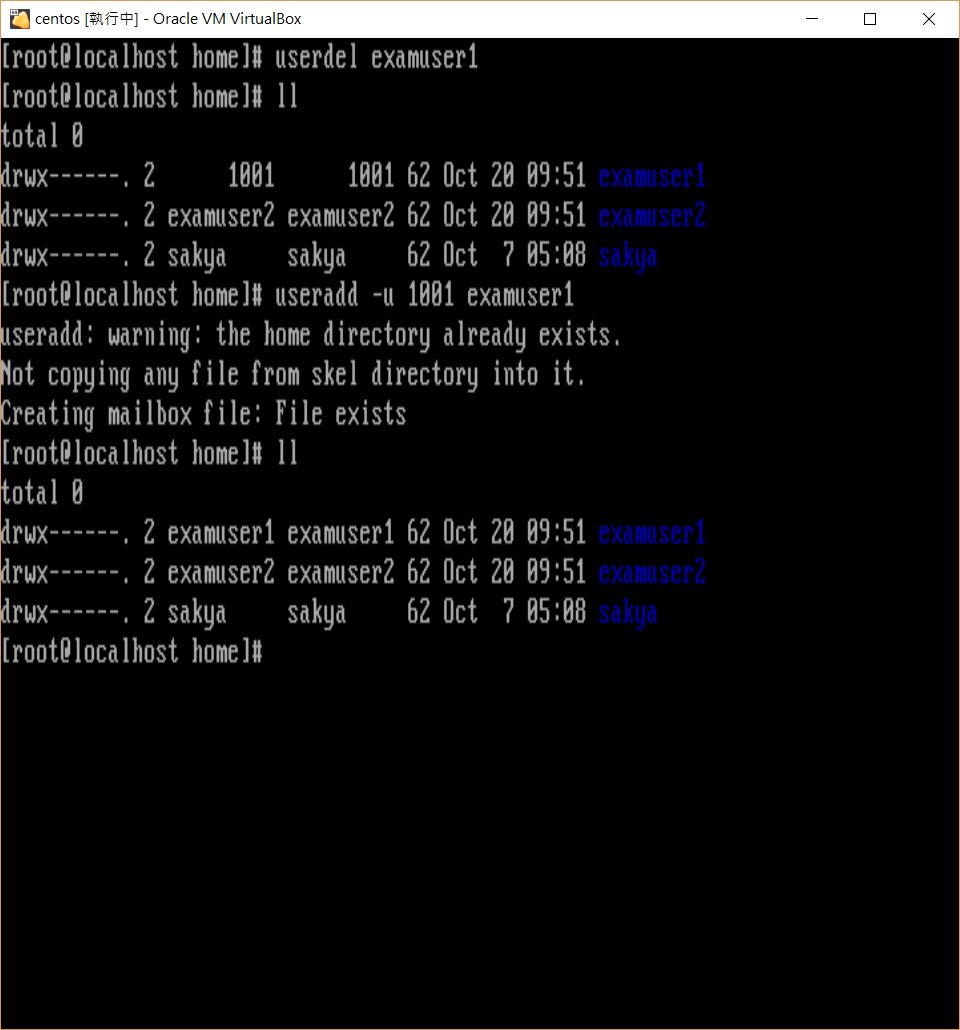 centos [執行中] - Oracle VM VirtualBox
[root@localhost home]# userdel examuser1
[root@localhost home]# ll
total 0
drwx------. 2      1001      1001 62 Oct 20 09:51 examuser1
drwx------. 2 examuser2 examuser2 62 Oct 20 09:51 examuser2
drwx------. 2 sakya     sakya     62 Oct  7 05:08 sakya
[root@localhost home]# useradd -u 1001 examuser1
useradd: warning: the home directory already exists.
Not copying any file from skel directory into it.
Creating mailbox file: File exists
[root@localhost home]# ll
total 0
drwx------. 2 examuser1 examuser1 62 Oct 20 09:51 examuser1
drwx------. 2 examuser2 examuser2 62 Oct 20 09:51 examuser2
drwx------. 2 sakya     sakya     62 Oct  7 05:08 sakya
[root@localhost home]#